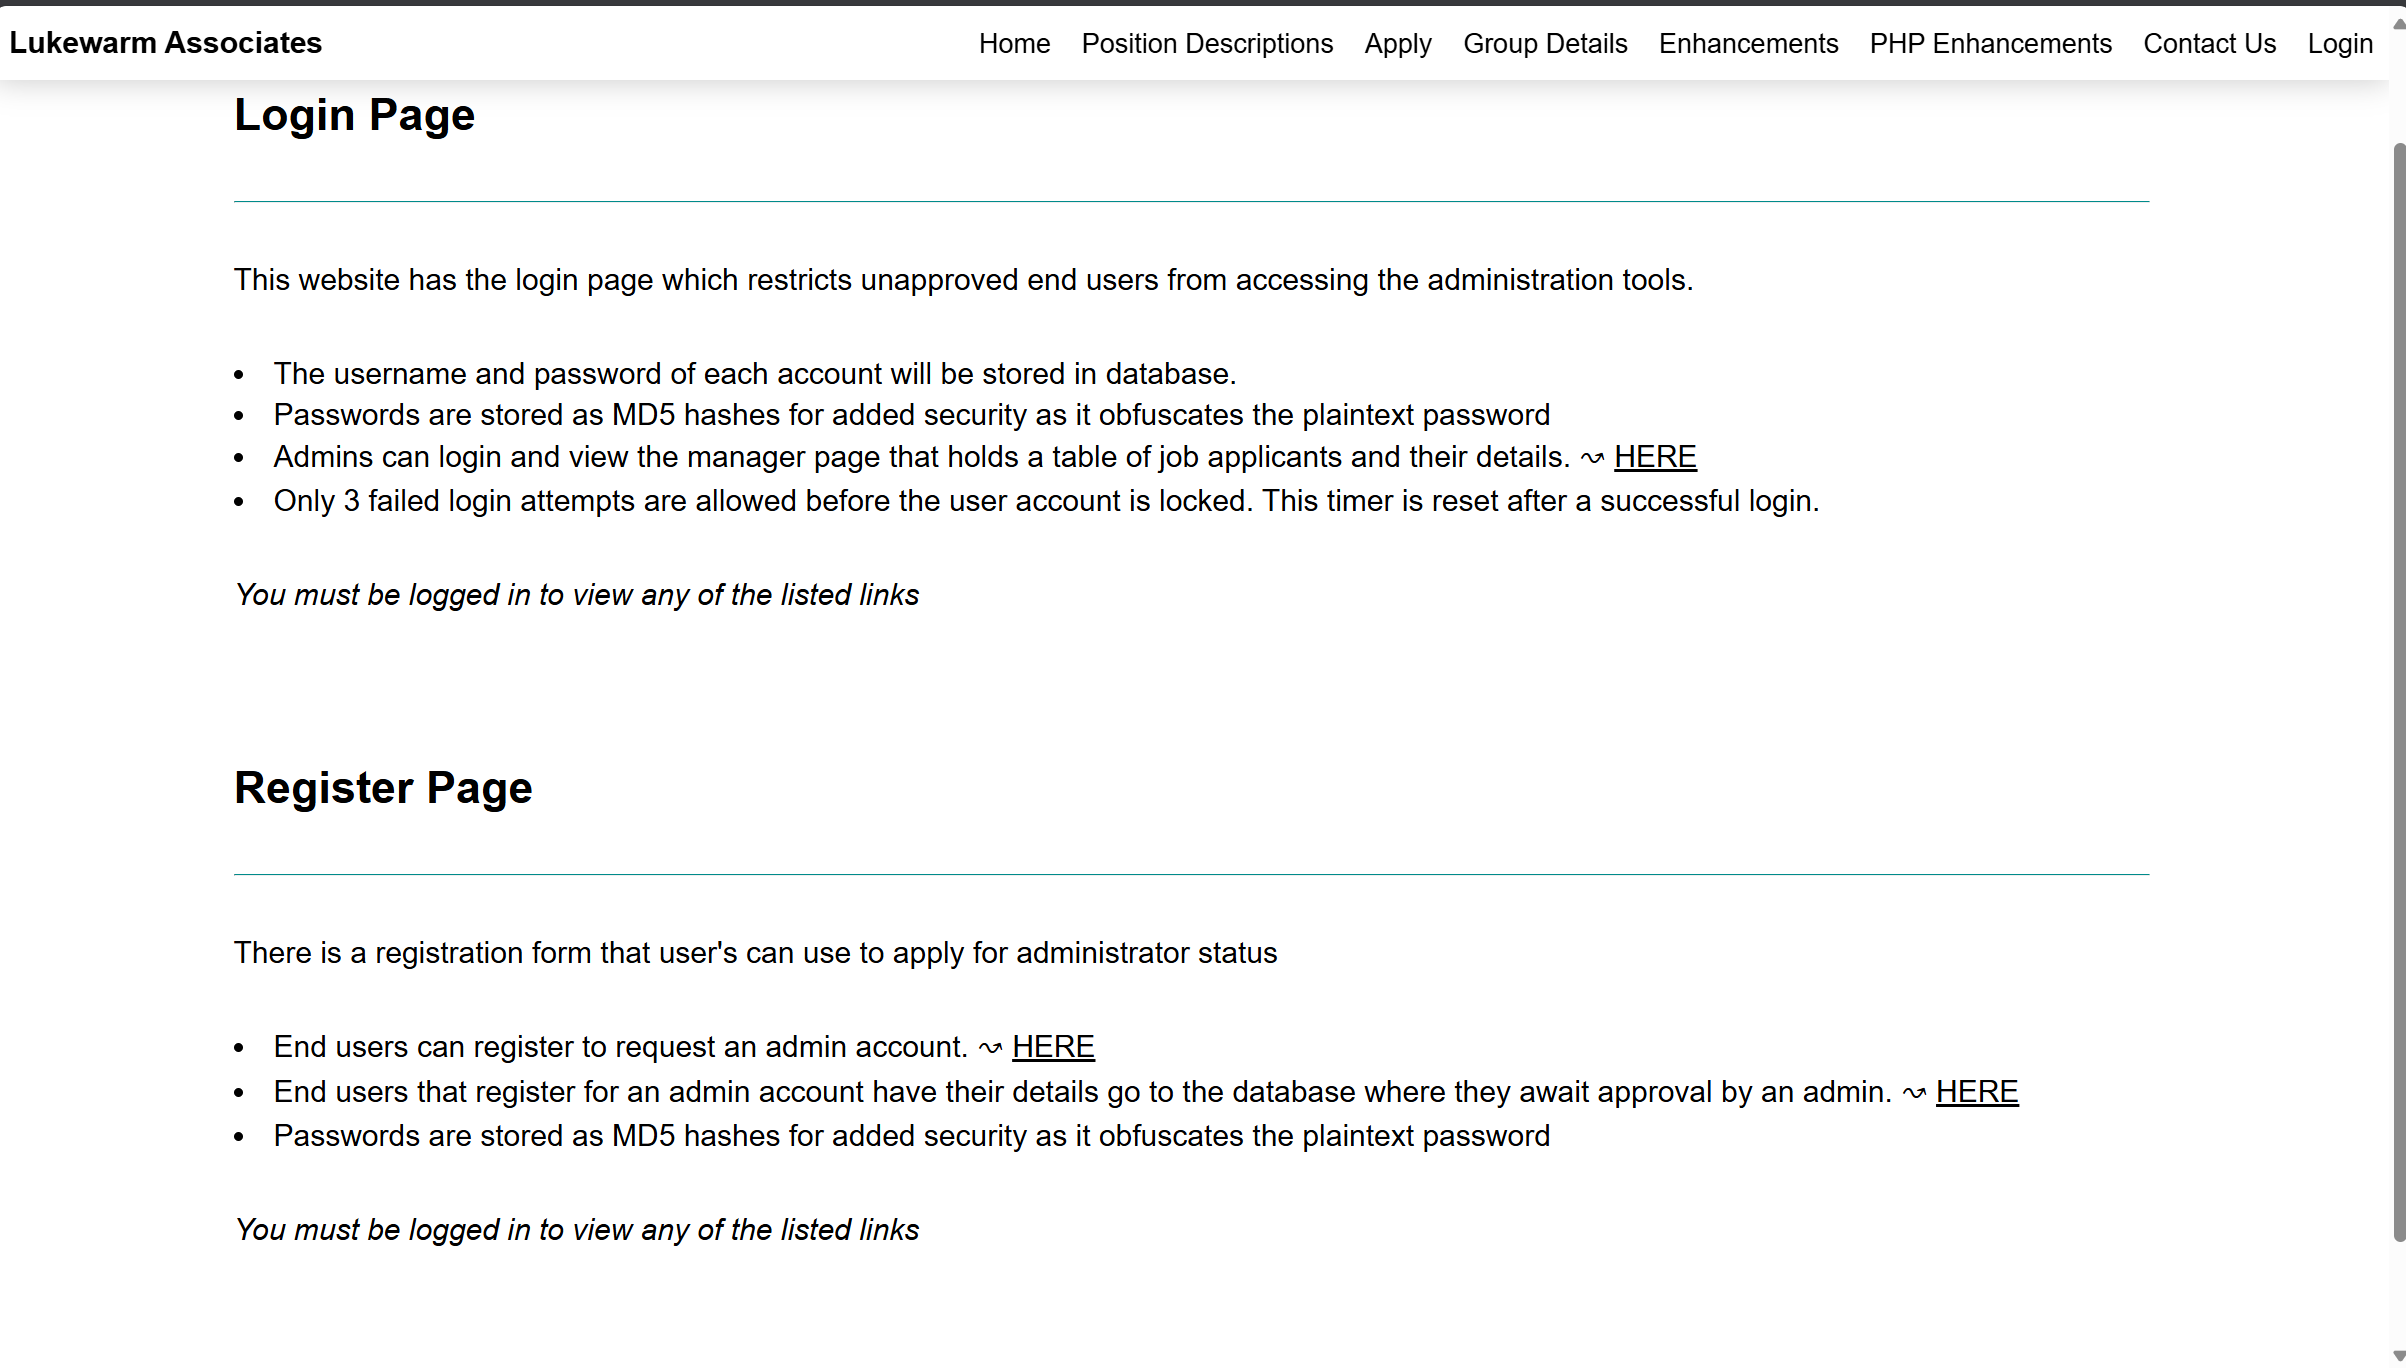 Lukewarm Associates
Home Position Descriptions Apply Group Details Enhancements PHP Enhancements Contact Us Login
Login Page
This website has the login page which restricts unapproved end users from accessing the administration tools.
• The username and password of each account will be stored in database.
• Passwords are stored as MD5 hashes for added security as it obfuscates the plaintext password
• Admins can login and view the manager page that holds a table of job applicants and their details. ↝ HERE
• Only 3 failed login attempts are allowed before the user account is locked. This timer is reset after a successful login.
You must be logged in to view any of the listed links
Register Page
There is a registration form that user's can use to apply for administrator status
• End users can register to request an admin account. ↝ HERE
• End users that register for an admin account have their details go to the database where they await approval by an admin. ↝ HERE
• Passwords are stored as MD5 hashes for added security as it obfuscates the plaintext password
You must be logged in to view any of the listed links